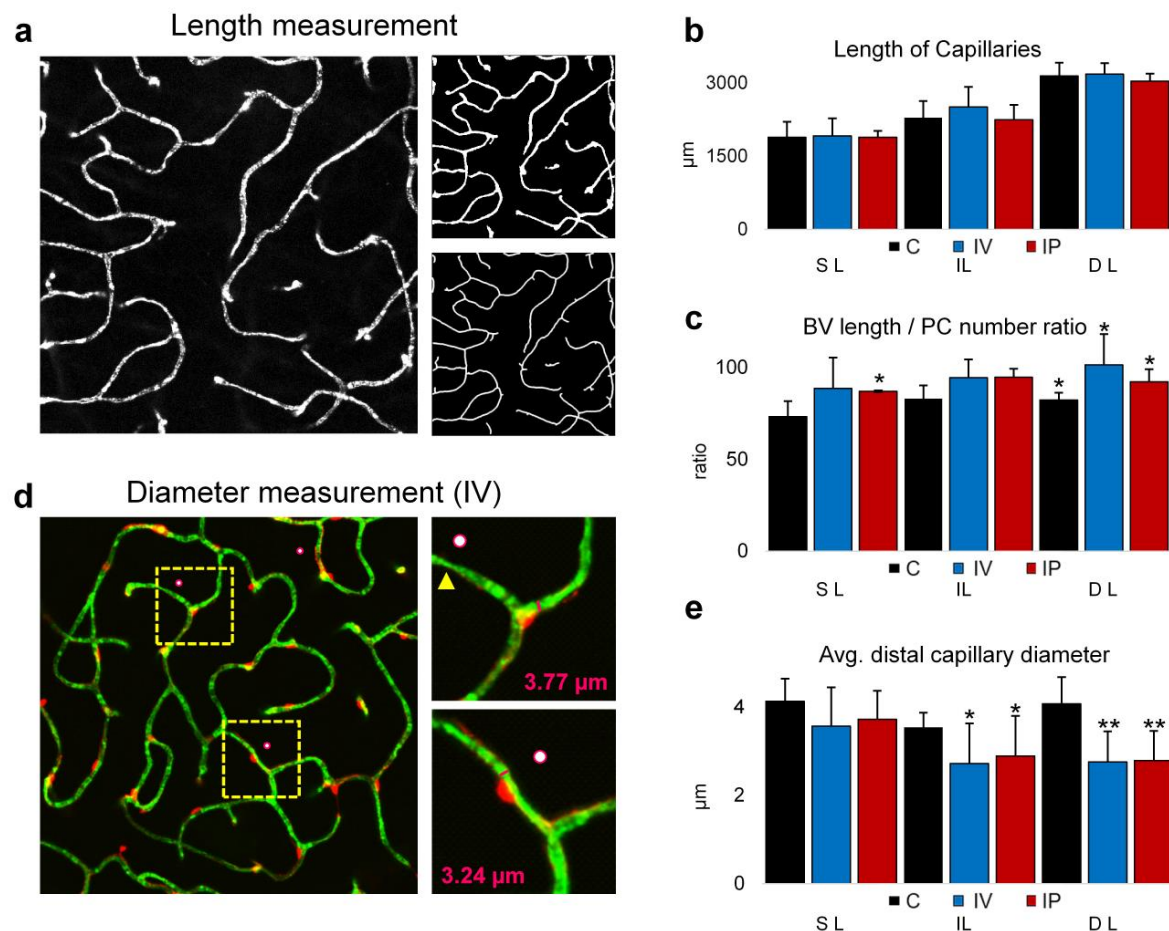 a
Length measurement
b
Length of Capillaries
3000
1500
0
µm
C IV IP
S L IL D L
c
BV length / PC number ratio
100
50
0
ratio
* * * *
C IV IP
S L IL D L
d
Diameter measurement (IV)
3.77 µm
3.24 µm
e
Avg. distal capillary diameter
4
2
0
µm
* * ** **
C IV IP
S L IL D L